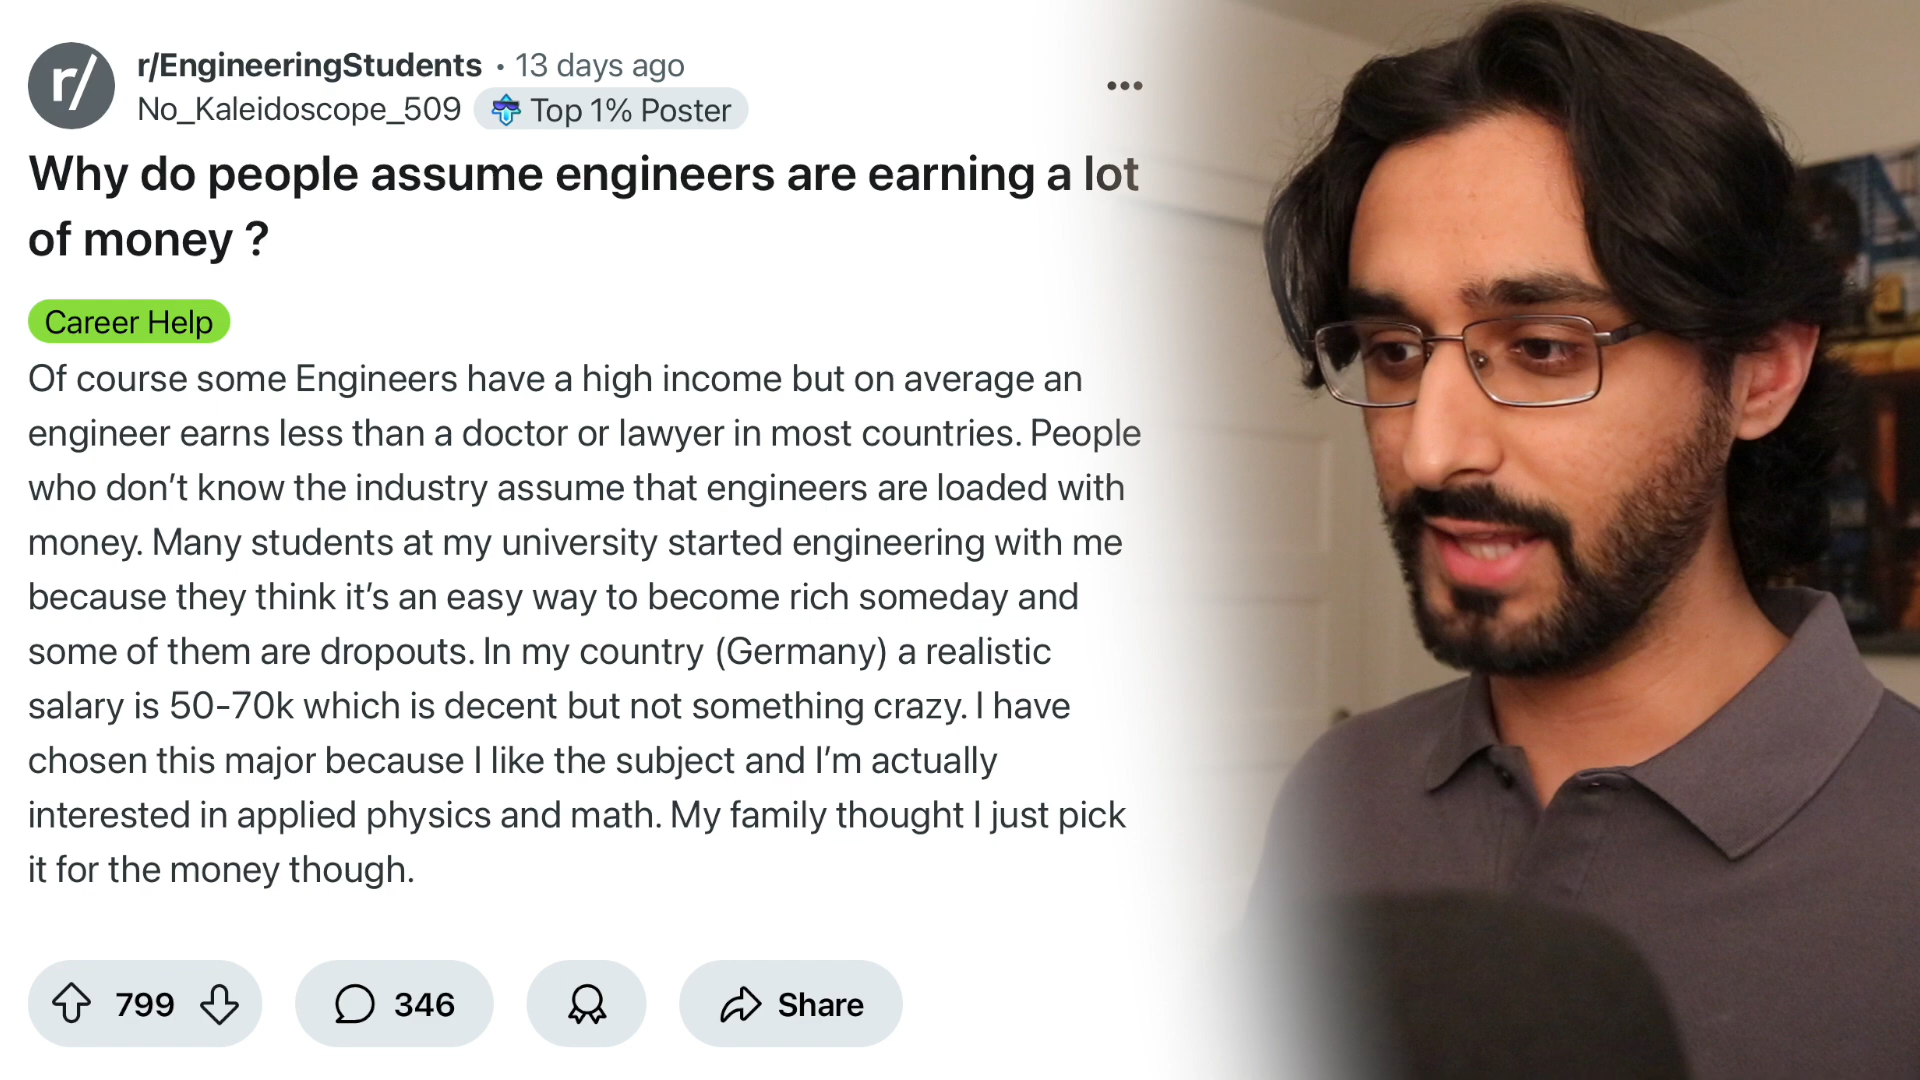 r/EngineeringStudents • 13 days ago
No_Kaleidoscope_509 Top 1% Poster
Why do people assume engineers are earning a lot
of money ?
Career Help
Of course some Engineers have a high income but on average an
engineer earns less than a doctor or lawyer in most countries. People
who don’t know the industry assume that engineers are loaded with
money. Many students at my university started engineering with me
because they think it’s an easy way to become rich someday and
some of them are dropouts. In my country (Germany) a realistic
salary is 50-70k which is decent but not something crazy. I have
chosen this major because I like the subject and I’m actually
interested in applied physics and math. My family thought I just pick
it for the money though.
799 346 Share
r/